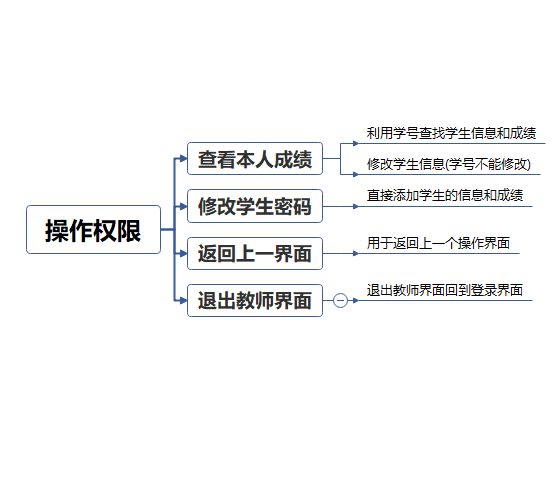 操作权限
查看本人成绩
利用学号查找学生信息和成绩
修改学生信息(学号不能修改)
修改学生密码
直接添加学生的信息和成绩
返回上一界面
用于返回上一个操作界面
退出教师界面
退出教师界面回到登录界面